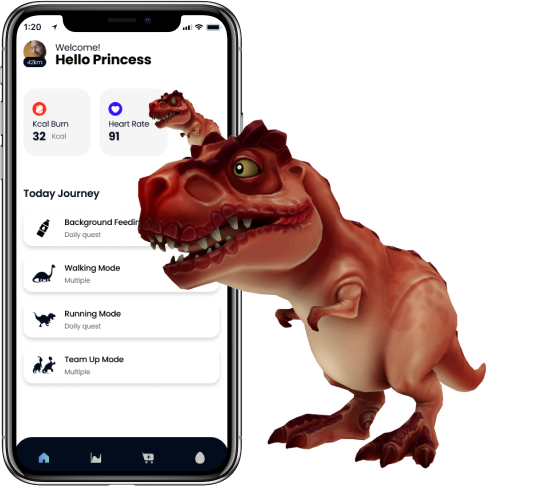 1:20
Welcome!
Hello Princess
42km
Kcal Burn
32 Kcal
Heart Rate
91
Today Journey
Background Feedin
Daily quest
Walking Mode
Multiple
Running Mode
Daily quest
Team Up Mode
Multiple